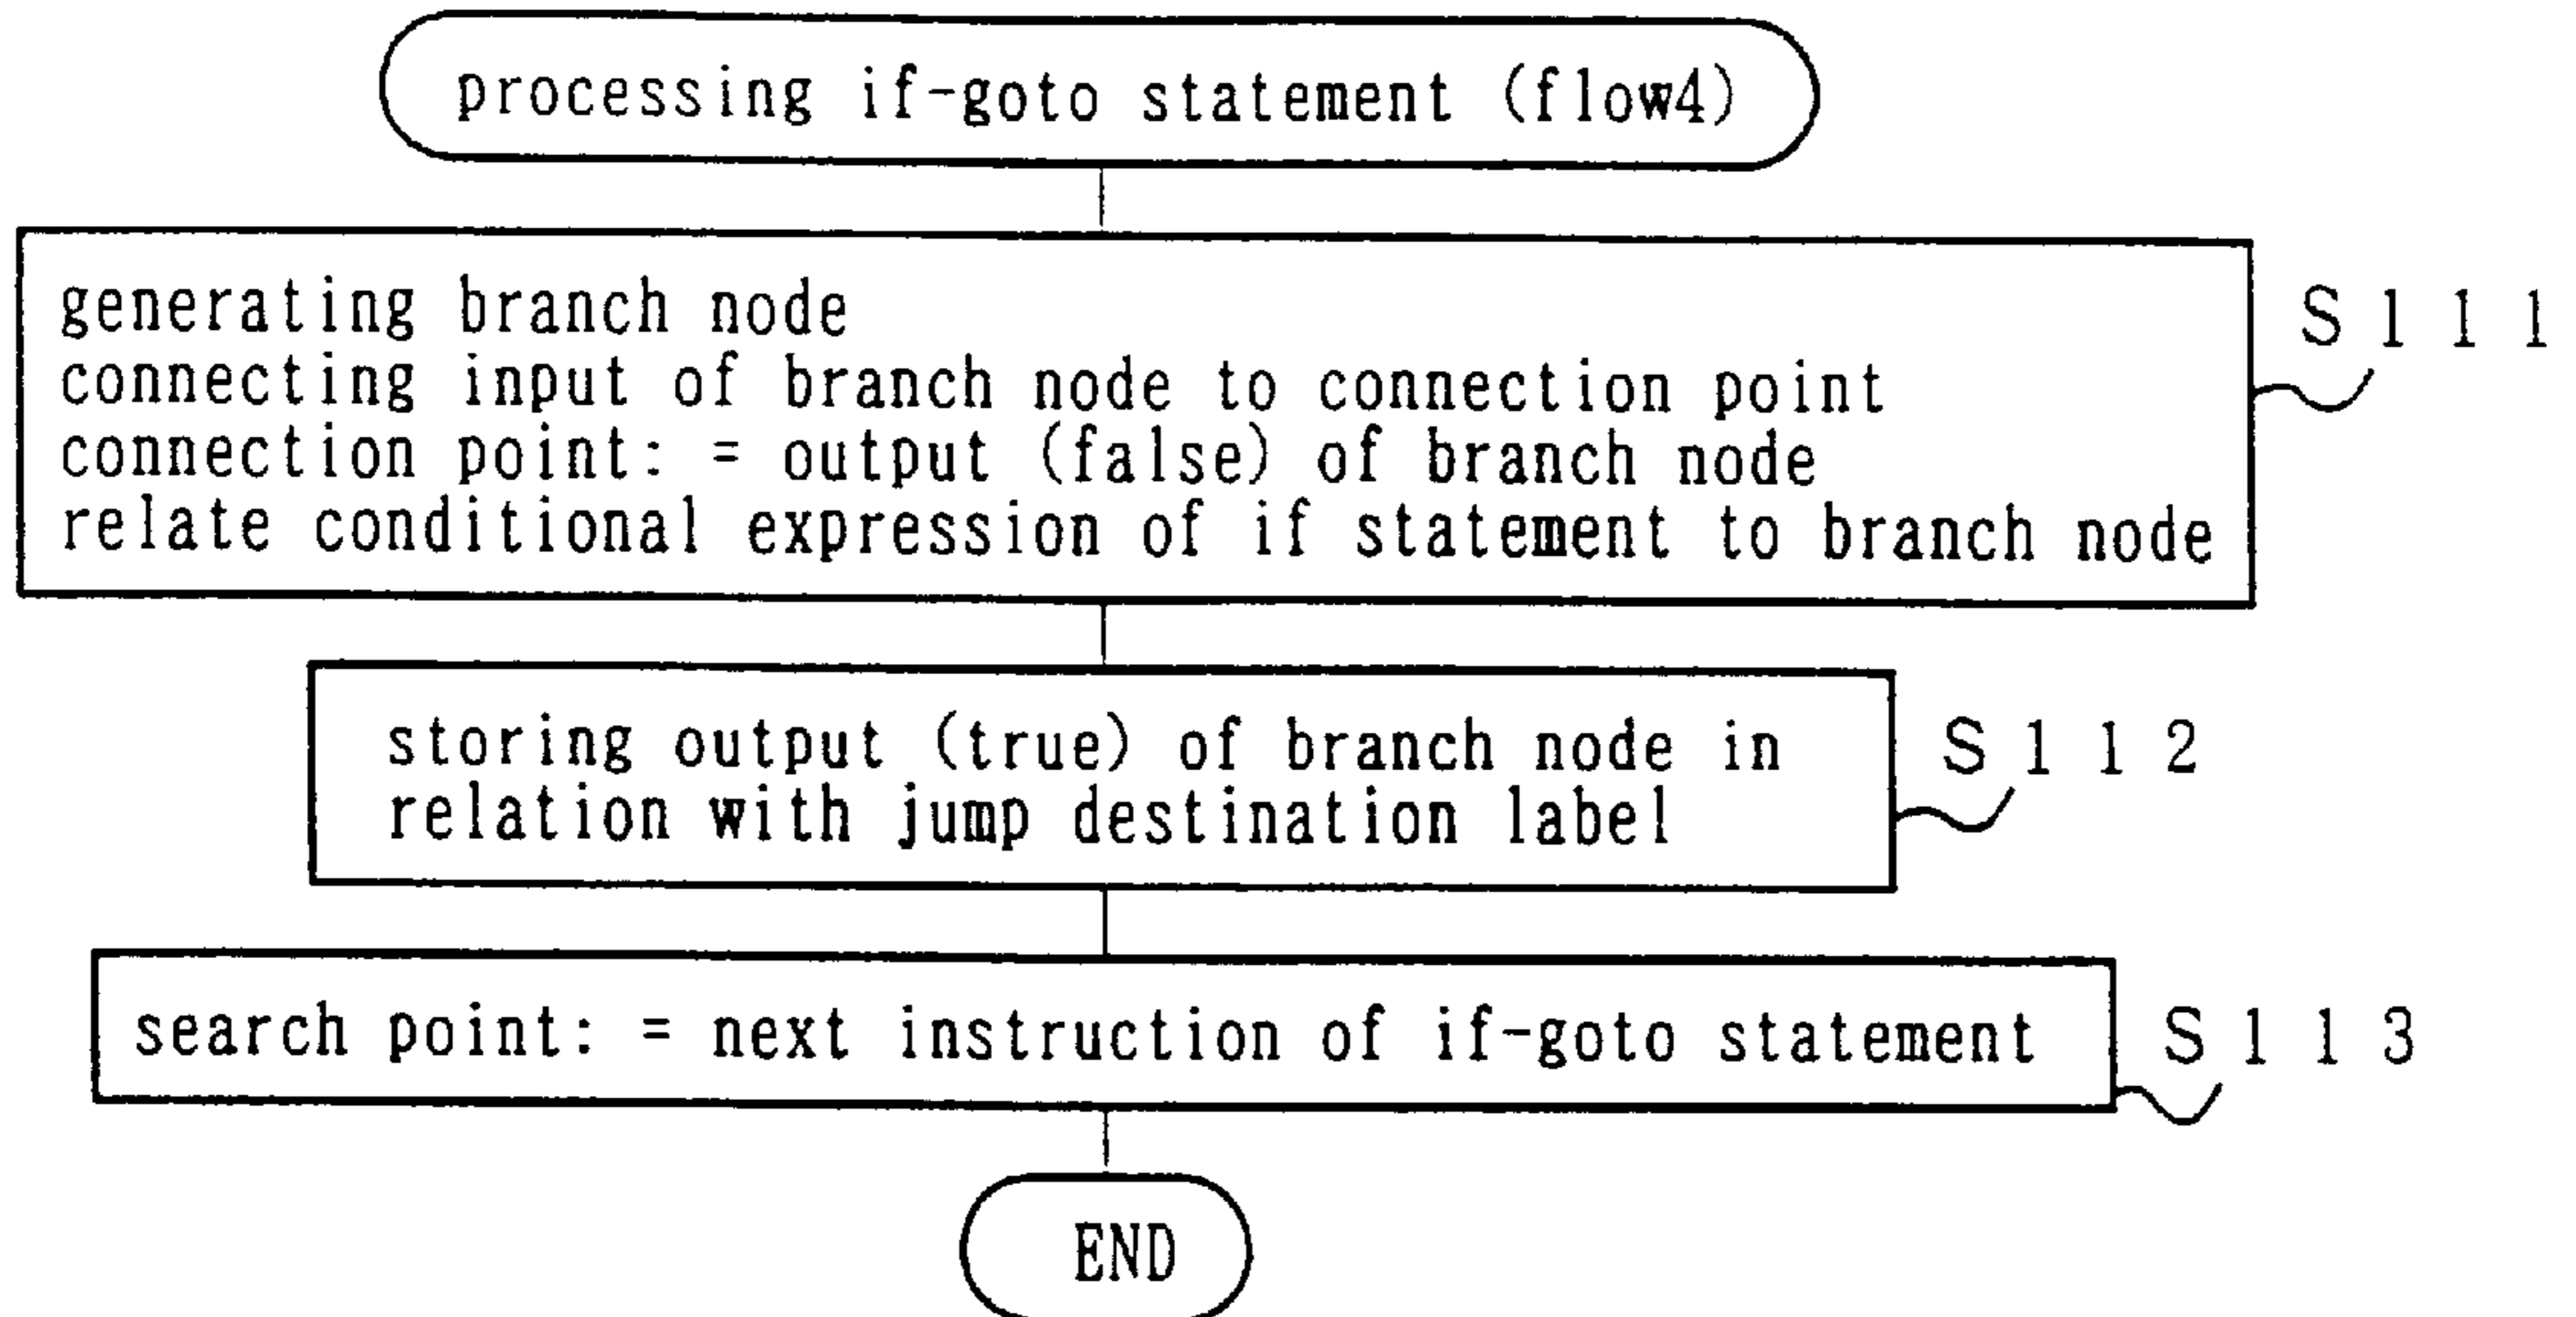 processing if-goto statement (flow4)
generating branch node
connecting input of branch node to connection point
connection point: = output (false) of branch node
relate conditional expression of if statement to branch node
S111
storing output (true) of branch node in
relation with jump destination label
S112
search point: = next instruction of if-goto statement
S113
END